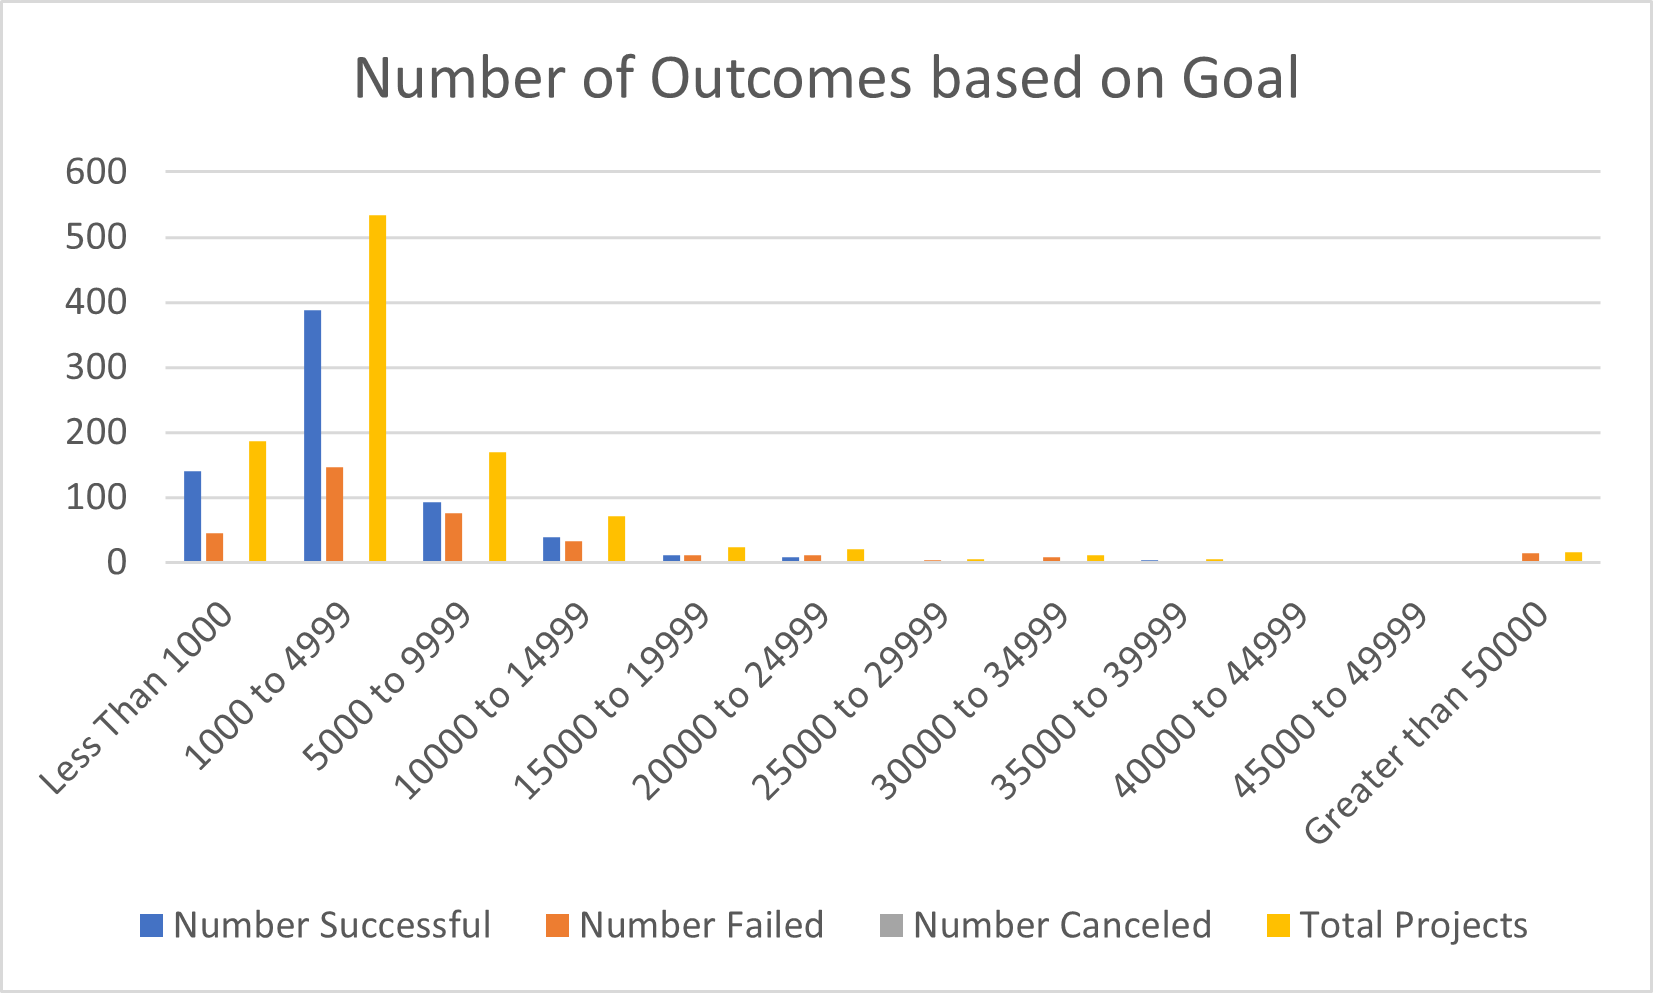 Number of Outcomes based on Goal
600
500
400
300
200
100
0
Less Than 1000
1000 to 4999
5000 to 9999
10000 to 14999
15000 to 19999
20000 to 24999
25000 to 29999
30000 to 34999
35000 to 39999
40000 to 44999
45000 to 49999
Greater than 50000
Number Successful
Number Failed
Number Canceled
Total Projects